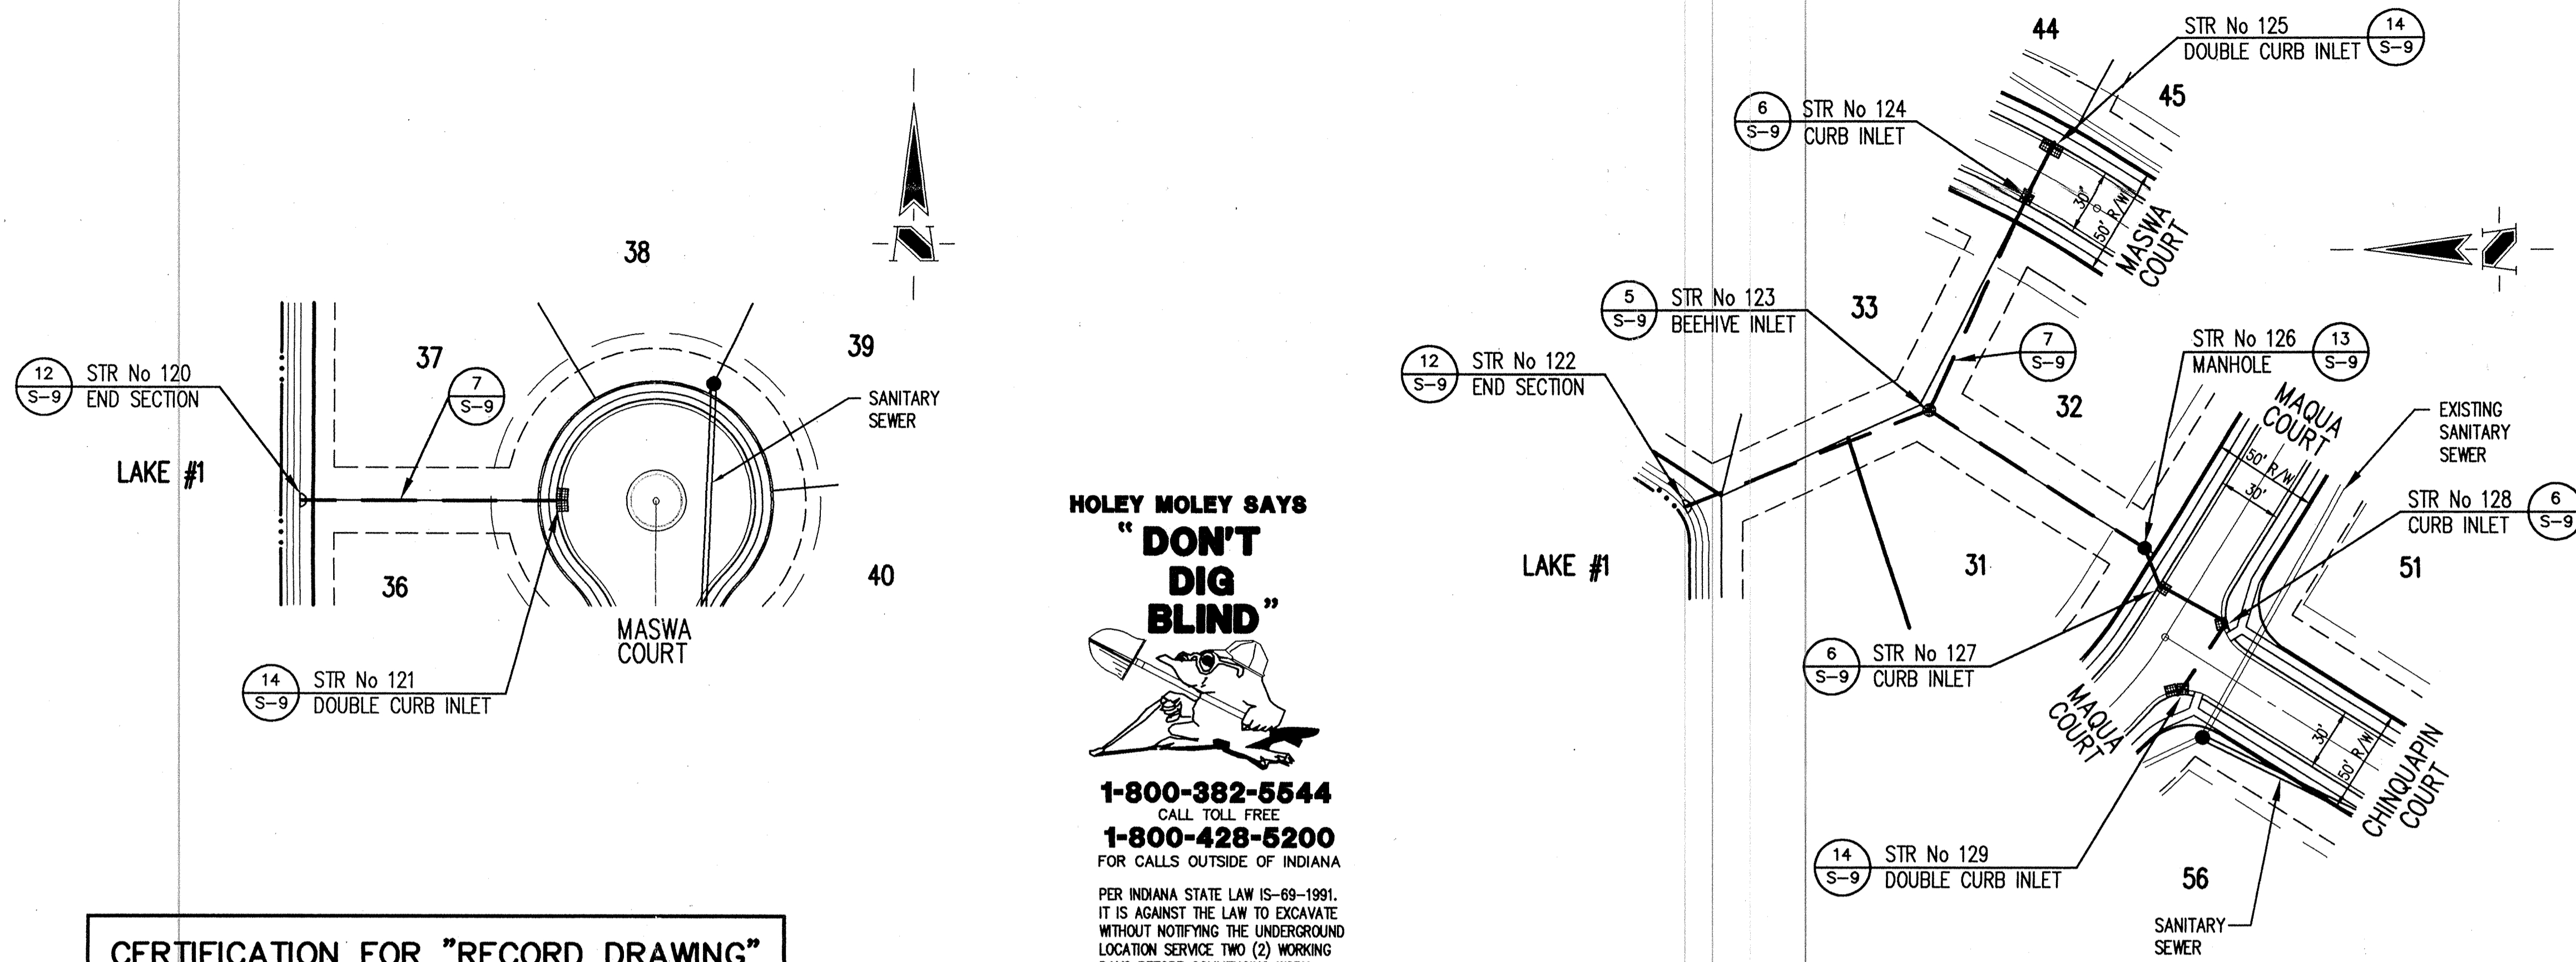 38
39
37
7
S-9
12
S-9
STR No 120
END SECTION
SANITARY
SEWER
LAKE #1
36
40
MASWA
COURT
14
S-9
STR No 121
DOUBLE CURB INLET
N
CERTIFICATION FOR "RECORD DRAWING"
HOLEY MOLEY SAYS
"DON'T
DIG
BLIND"
1-800-382-5544
CALL TOLL FREE
1-800-428-5200
FOR CALLS OUTSIDE OF INDIANA
PER INDIANA STATE LAW IS-69-1991.
IT IS AGAINST THE LAW TO EXCAVATE
WITHOUT NOTIFYING THE UNDERGROUND
LOCATION SERVICE TWO (2) WORKING
44
STR No 125
DOUBLE CURB INLET
14
S-9
45
6
S-9
STR No 124
CURB INLET
30'
50' R/W
MASWA
COURT
N
5
S-9
STR No 123
BEEHIVE INLET
33
7
S-9
12
S-9
STR No 122
END SECTION
32
STR No 126
MANHOLE
13
S-9
MAQUA
COURT
50' R/W
30'
EXISTING
SANITARY
SEWER
STR No 128
CURB INLET
6
S-9
LAKE #1
31
51
6
S-9
STR No 127
CURB INLET
MAQUA
COURT
30'
50' R/W
CHINQUAPIN
COURT
14
S-9
STR No 129
DOUBLE CURB INLET
56
SANITARY
SEWER